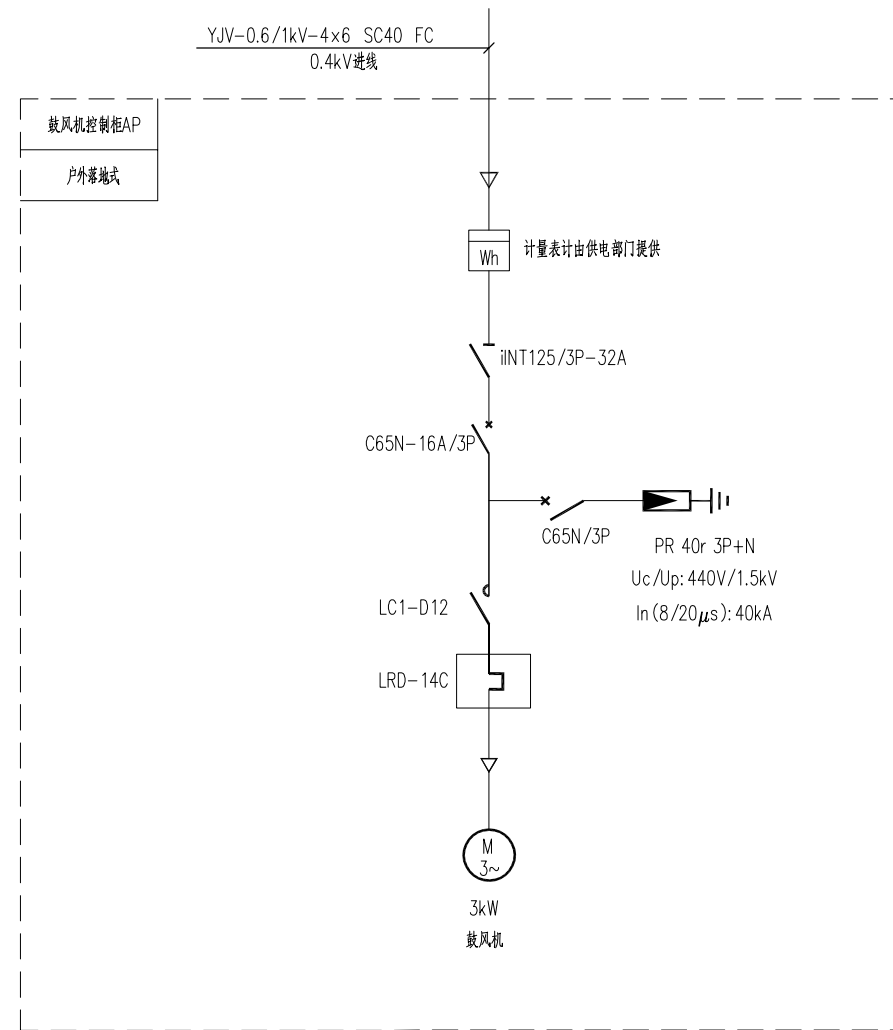 YJV-0.6/1kV-4×6 SC40 FC
0.4kV进线
鼓风机控制柜AP
户外落地式
Wh
计量表计由供电部门提供
iINT125/3P-32A
C65N-16A/3P
C65N/3P
PR 40r 3P+N
Uc/Up:440V/1.5kV
In(8/20μs):40kA
LC1-D12
LRD-14C
M
3~
3kW
鼓风机